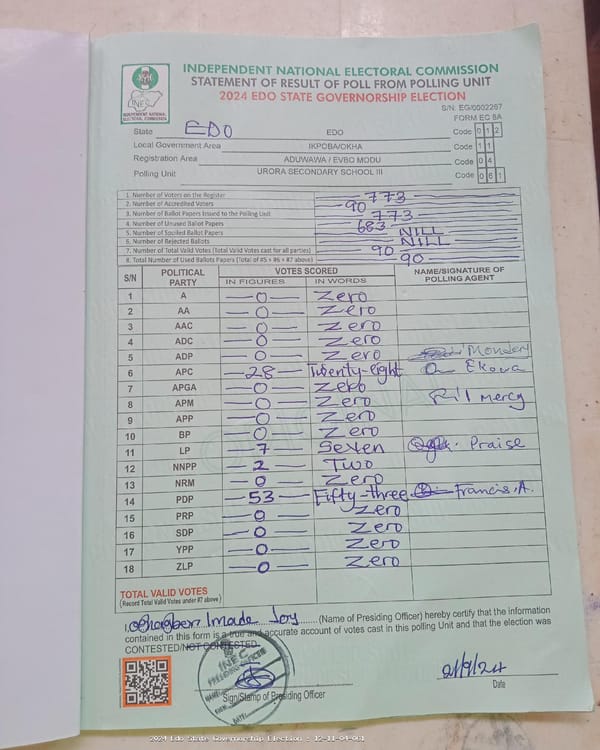 INDEPENDENT NATIONAL ELECTORAL COMMISSION
STATEMENT OF RESULT OF POLL FROM POLLING UNIT
2024 EDO STATE GOVERNORSHIP ELECTION
INEC
INDEPENDENT NATIONAL ELECTORAL COMMISSION
S/N: EG/0002267
FORM EC 8A
State EDO EDO Code 0 1 2
Local Government Area IKPOBA/OKHA Code 1 1
Registration Area ADUWAWA / EVBO MODU Code 0 4
Polling Unit URORA SECONDARY SCHOOL III Code 0 6 1
1. Number of Voters on the Register 773
2. Number of Accredited Voters 90
3. Number of Ballot Papers Issued to the Polling Unit 773
4. Number of Unused Ballot Papers 683
5. Number of Spoiled Ballot Papers NILL
6. Number of Rejected Ballots NILL
7. Number of Total Valid Votes (Total Valid Votes cast for all parties) 90
8. Total Number of Used Ballots Papers (Total of #5 + #6 + #7 above) 90
S/N POLITICAL PARTY VOTES SCORED NAME/SIGNATURE OF POLLING AGENT
IN FIGURES IN WORDS
1 A 0 Zero
2 AA 0 Zero
3 AAC 0 Zero
4 ADC 0 Zero
5 ADP 0 Zero Monday
6 APC 28 Twenty-eight Ekowa
7 APGA 0 Zero
8 APM 0 Zero Mercy
9 APP 0 Zero
10 BP 0 Zero
11 LP 7 Seven Praise
12 NNPP 2 Two
13 NRM 0 Zero
14 PDP 53 Fifty-three Francis. A.
15 PRP 0 Zero
16 SDP 0 Zero
17 YPP 0 Zero
18 ZLP 0 Zero
TOTAL VALID VOTES
(Record Total Valid Votes under #7 above)
I, Imade Joy (Name of Presiding Officer) hereby certify that the information
contained in this form is a true and accurate account of votes cast in this polling Unit and that the election was
CONTESTED/NOT CONTESTED.
INEC
PRESIDING OFFICER
NAME:
SIGN:
DATE:
Sign/Stamp of Presiding Officer
21/9/24
Date
2024 Edo State Governorship Election : 12-11-04-061